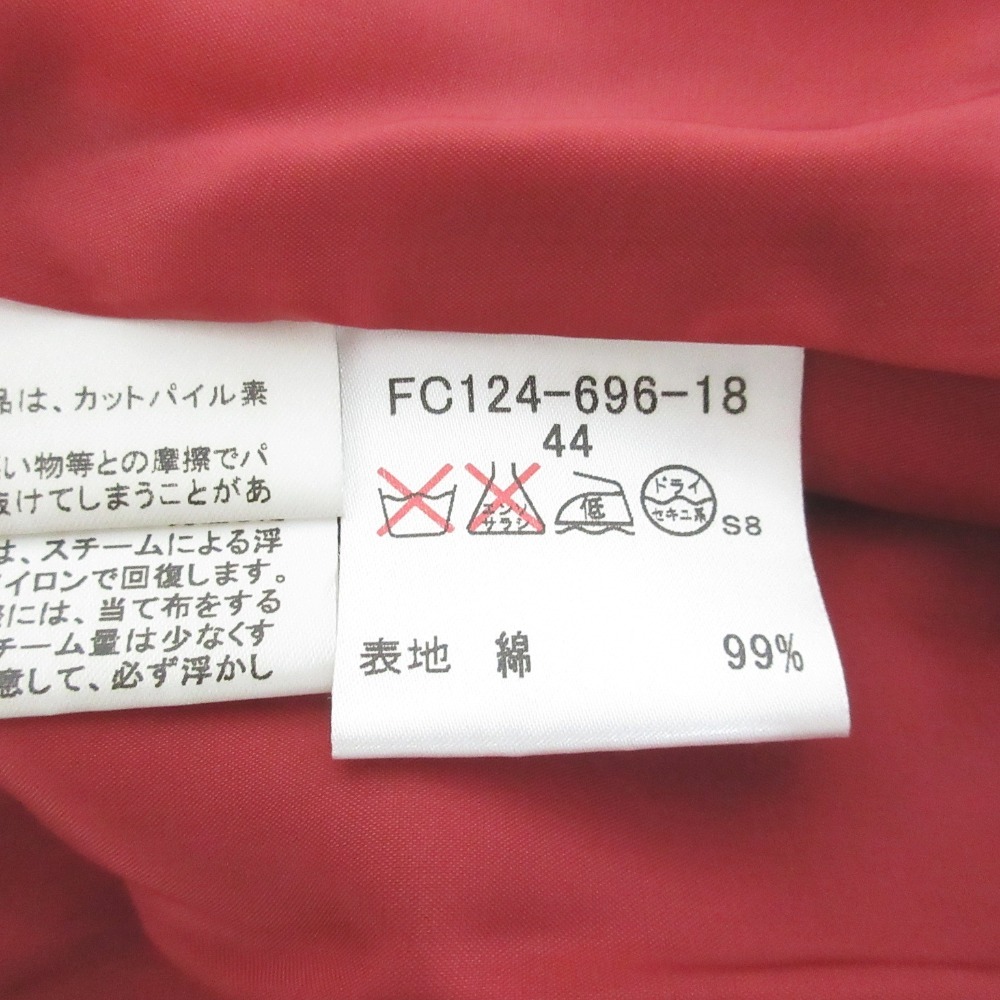 品は、カットパイル素
い物等との摩擦でパ
抜けてしまうことがあ
は、スチームによる浮
イロンで回復します。
には、当て布をする
チーム量は少なくす
意して、必ず浮かし
FC124-696-18
44
エンソ
サラシ
低
ドライ
セキユ系
S8
表地 綿 99%